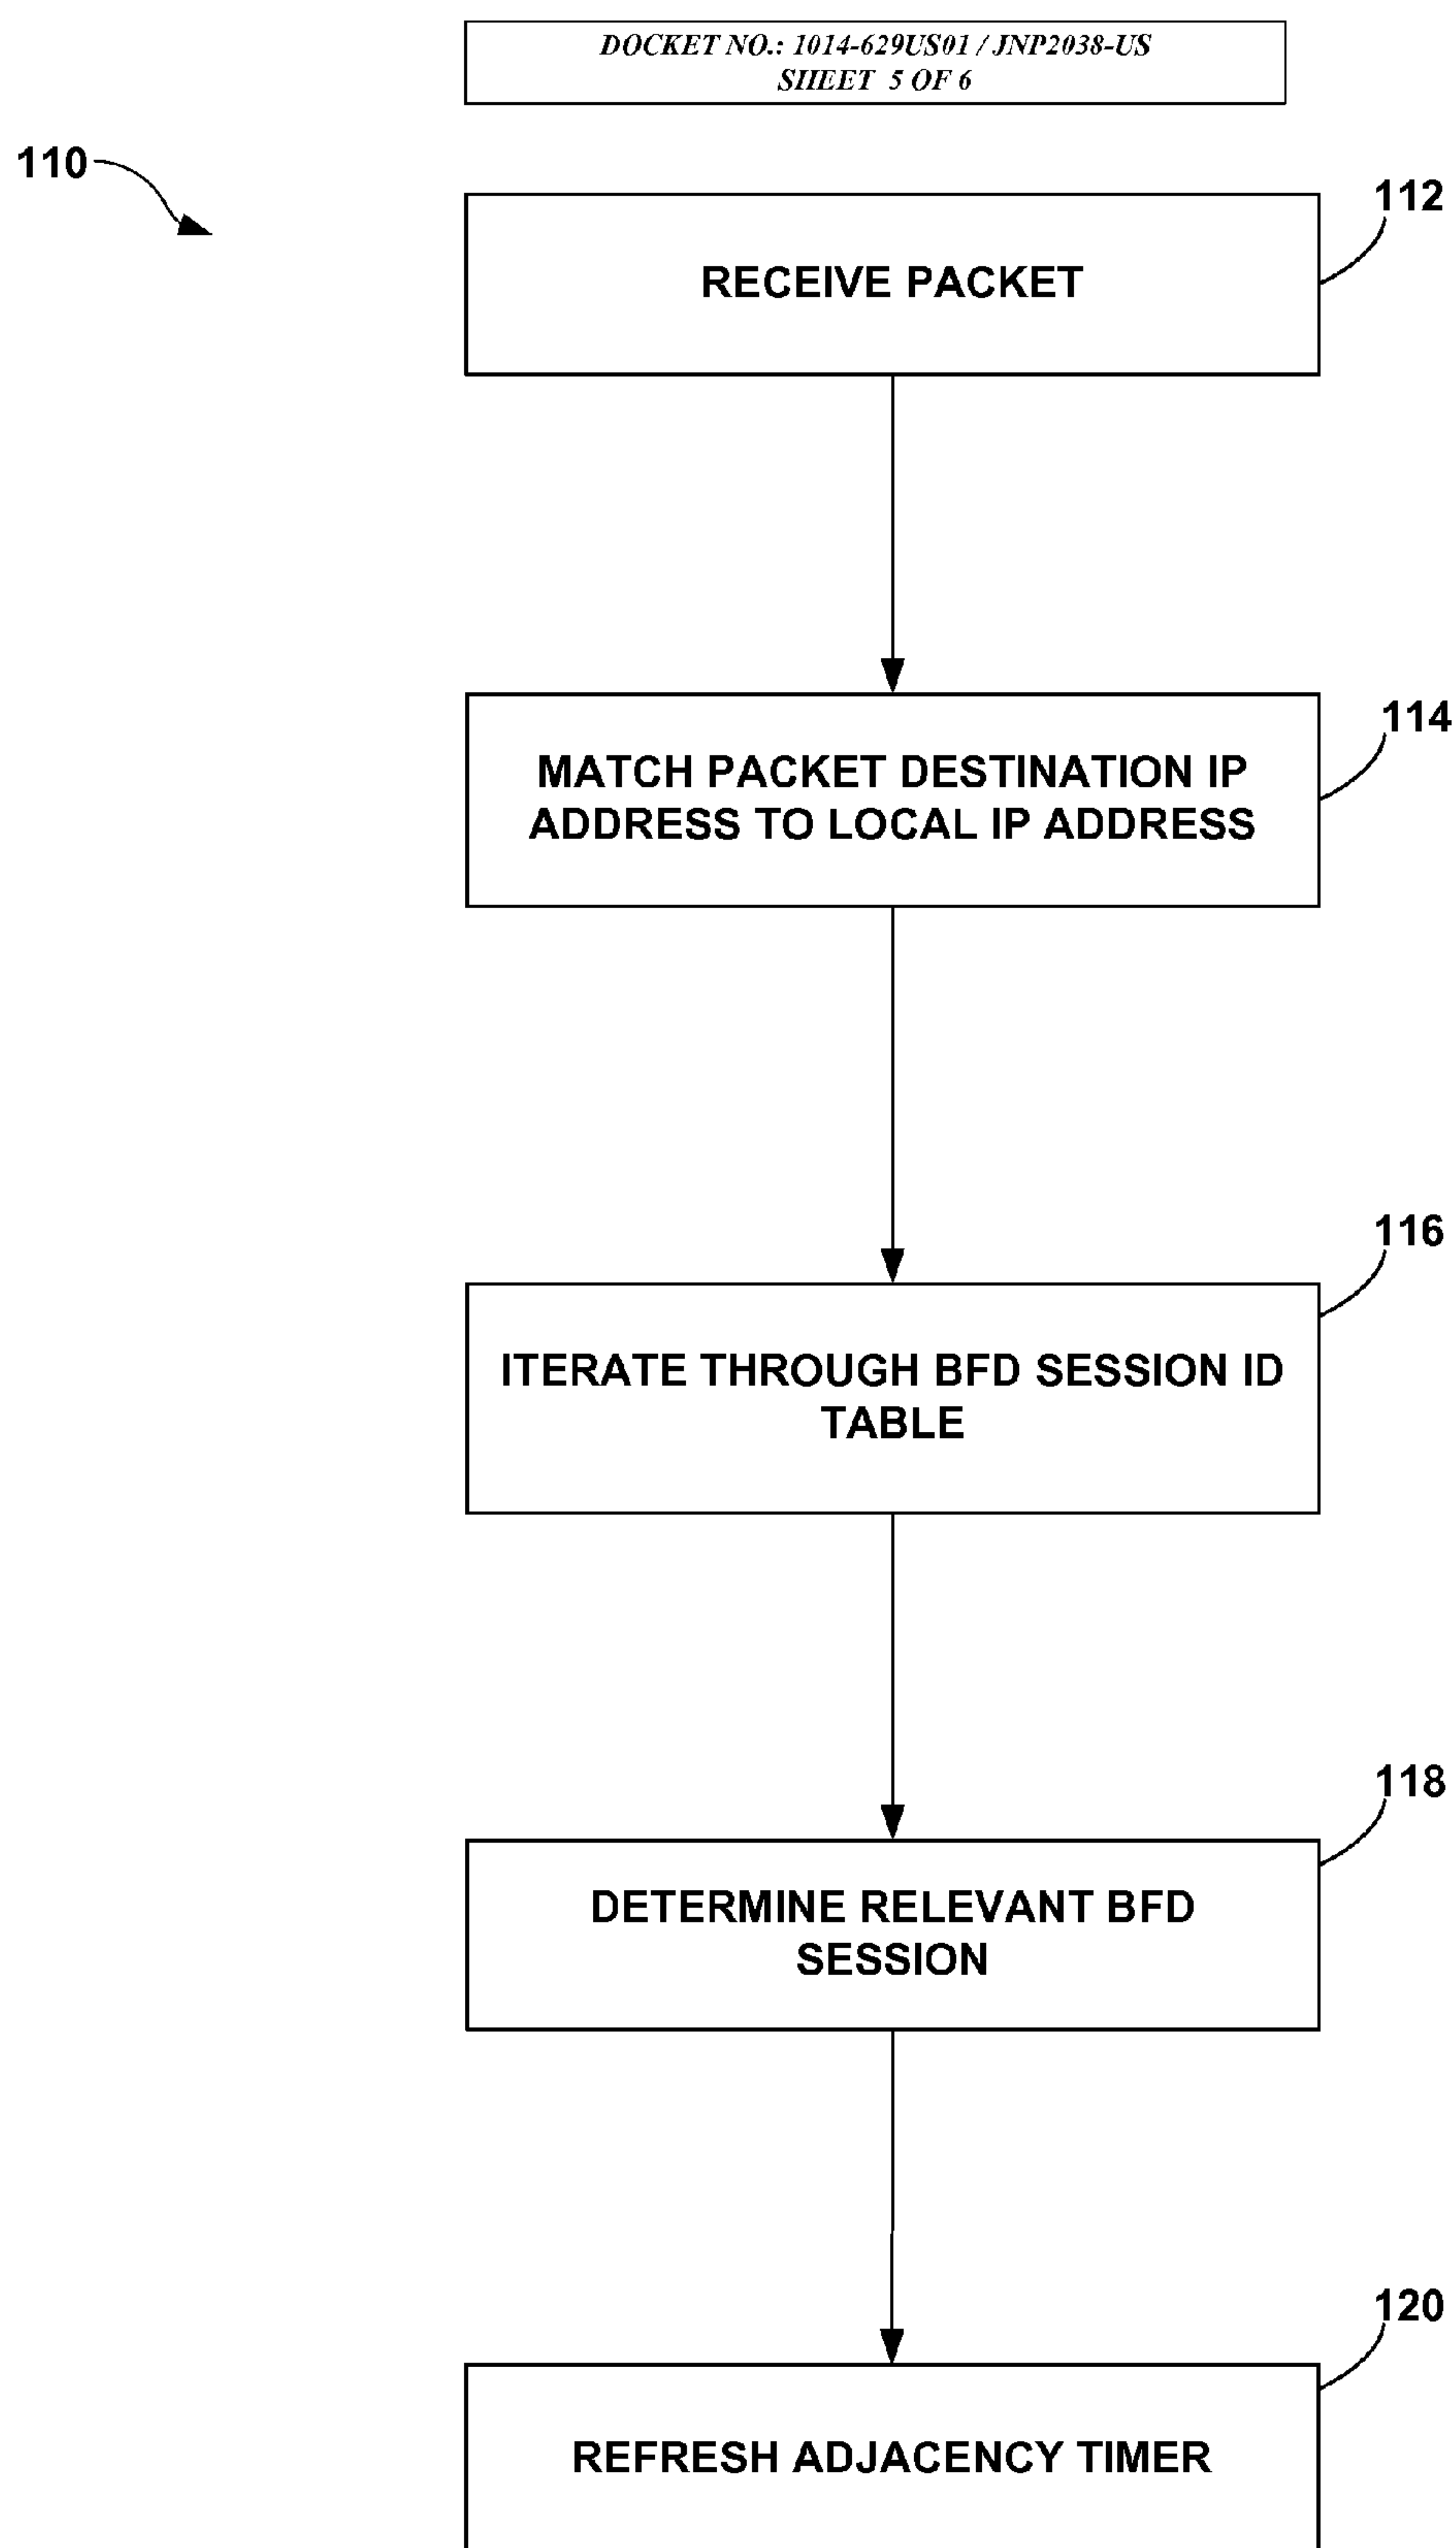 DOCKET NO.: 1014-629US01 / JNP2038-US
SHEET 5 OF 6
110
112
RECEIVE PACKET
114
MATCH PACKET DESTINATION IP
ADDRESS TO LOCAL IP ADDRESS
116
ITERATE THROUGH BFD SESSION ID
TABLE
118
DETERMINE RELEVANT BFD
SESSION
120
REFRESH ADJACENCY TIMER